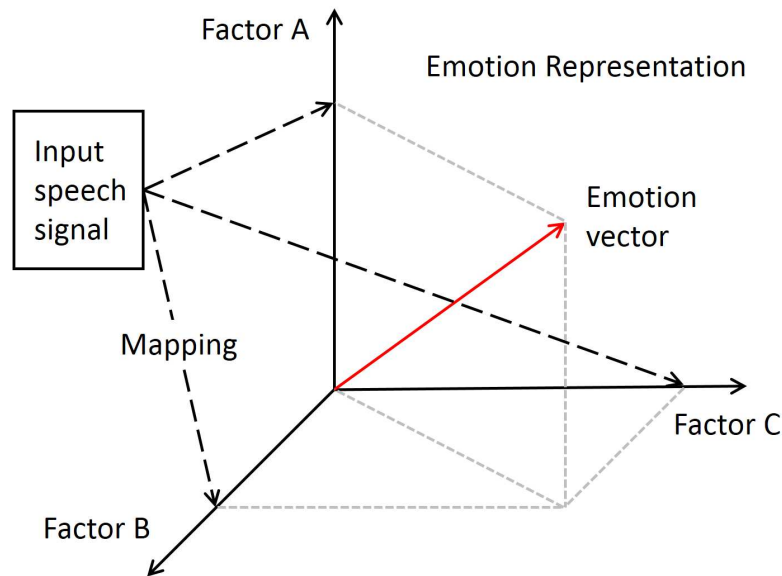 Factor A
Emotion Representation
Input
speech
signal
Emotion
vector
Mapping
Factor C
Factor B